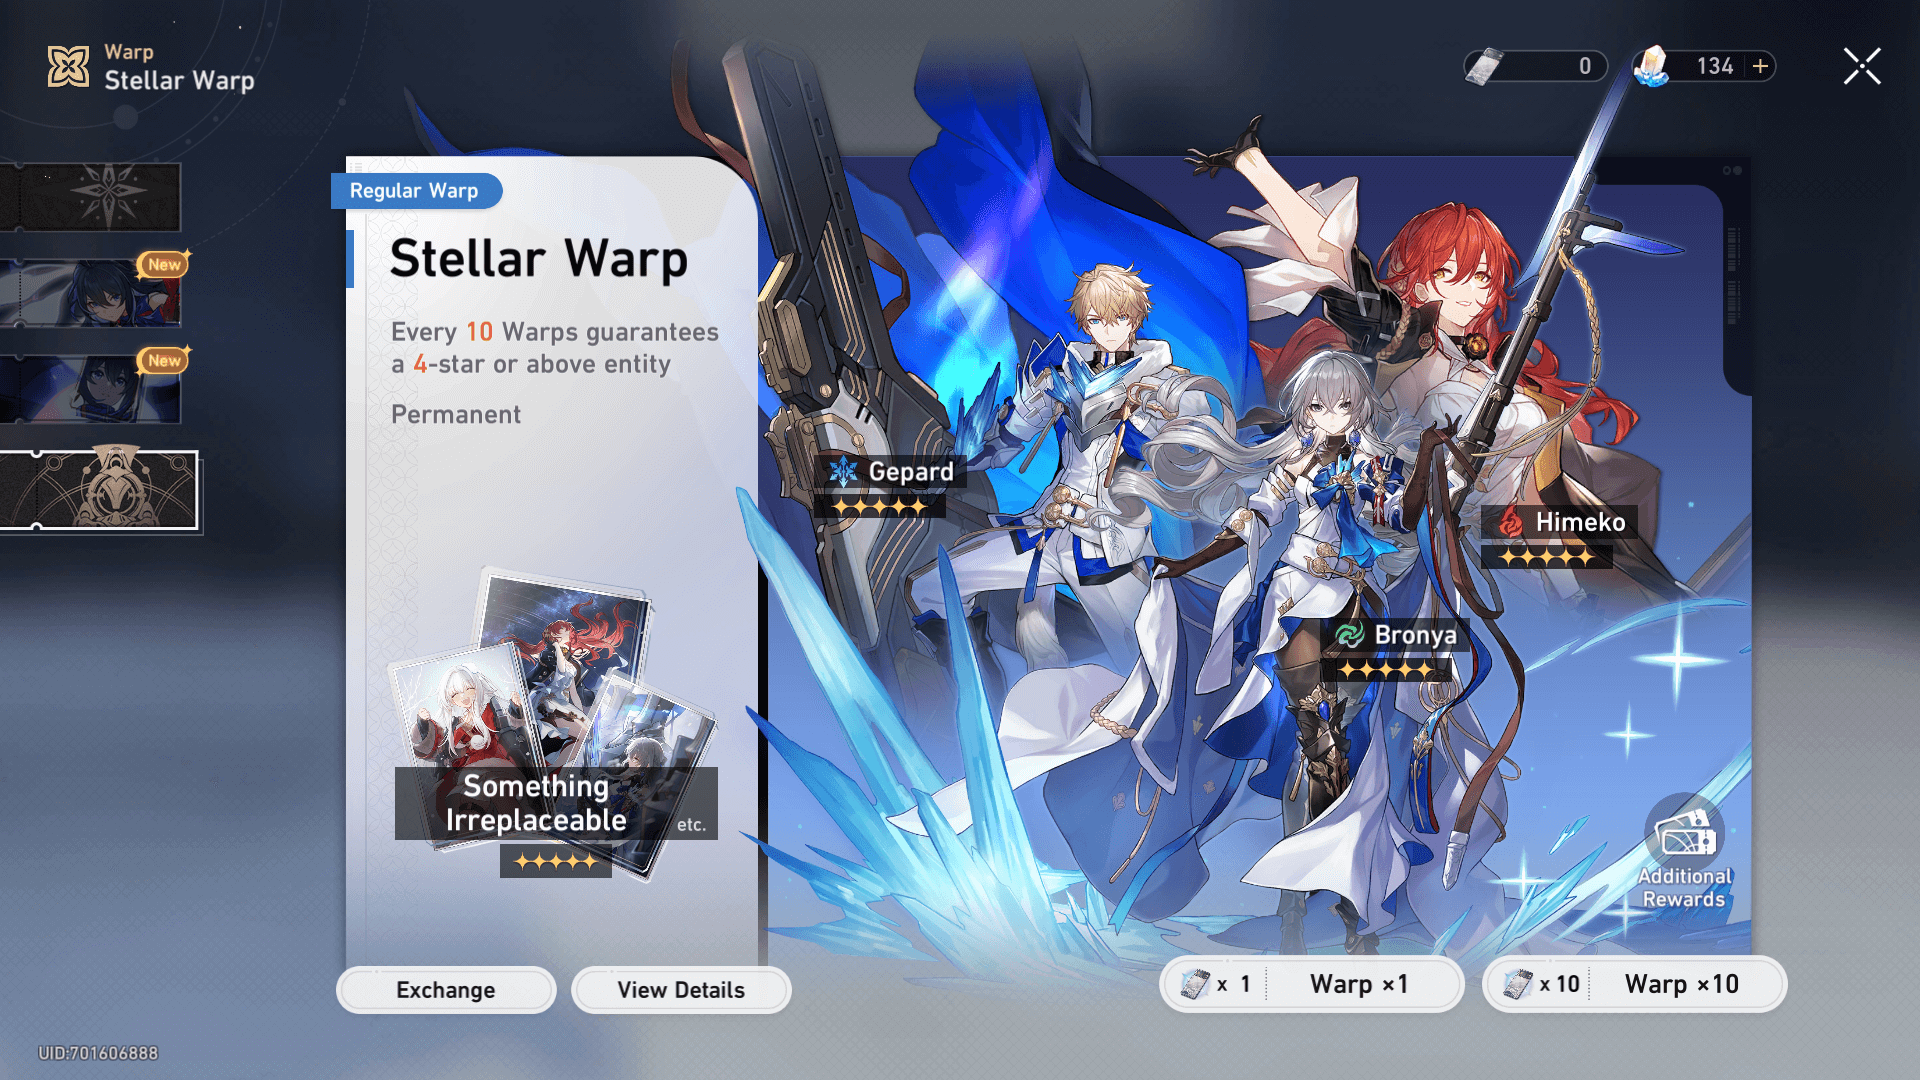 Warp
Stellar Warp
0
134 +
New
New
Regular Warp
Stellar Warp
Every 10 Warps guarantees
a 4-star or above entity
Permanent
Gepard
Himeko
Bronya
Something
Irreplaceable
etc.
Additional
Rewards
Exchange
View Details
x 1
Warp ×1
x 10
Warp ×10
UID:701606888